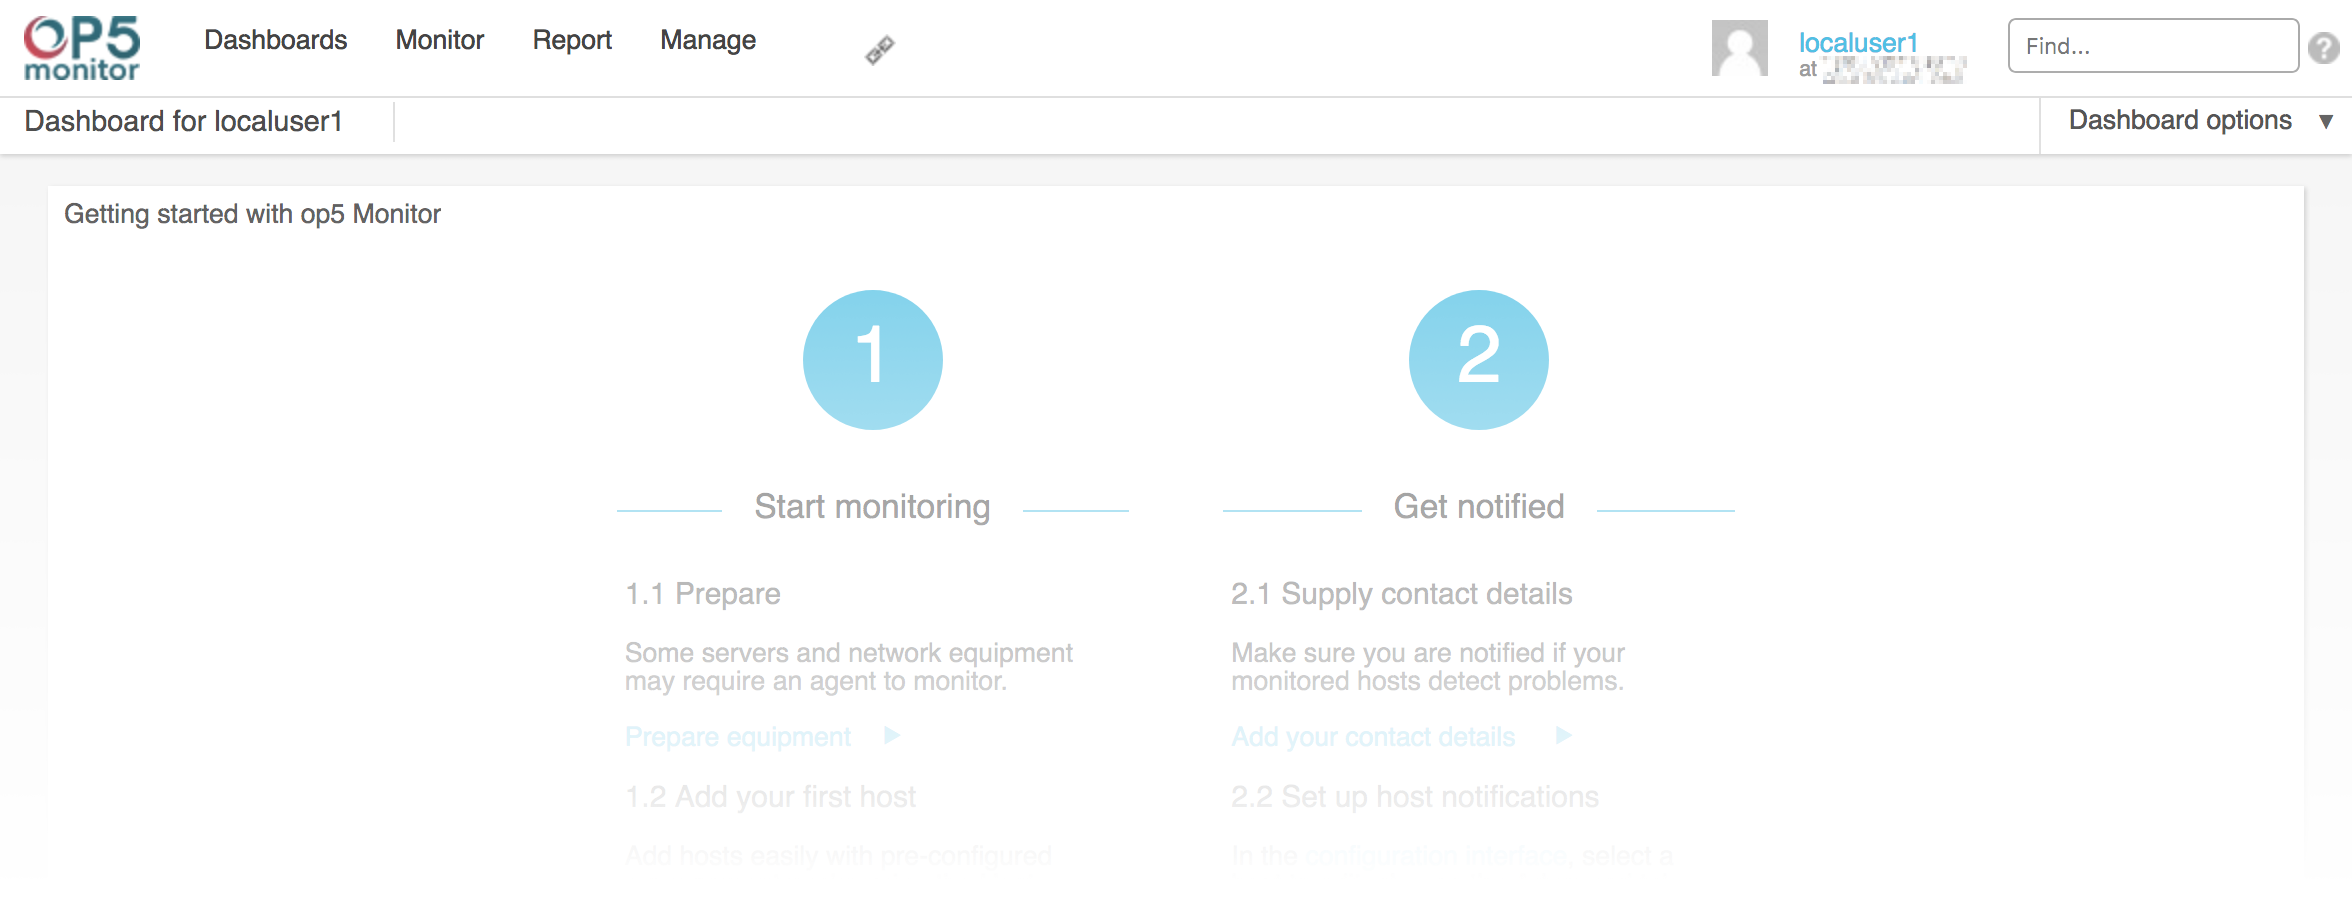 OP5
monitor
Dashboards Monitor Report Manage
localuser1
at
Find...
?
Dashboard for localuser1
Dashboard options ▼
Getting started with op5 Monitor
1
2
Start monitoring
Get notified
1.1 Prepare
Some servers and network equipment
may require an agent to monitor.
Prepare equipment ▶
1.2 Add your first host
Add hosts easily with pre-configured
2.1 Supply contact details
Make sure you are notified if your
monitored hosts detect problems.
Add your contact details ▶
2.2 Set up host notifications
In the configuration interface, select a